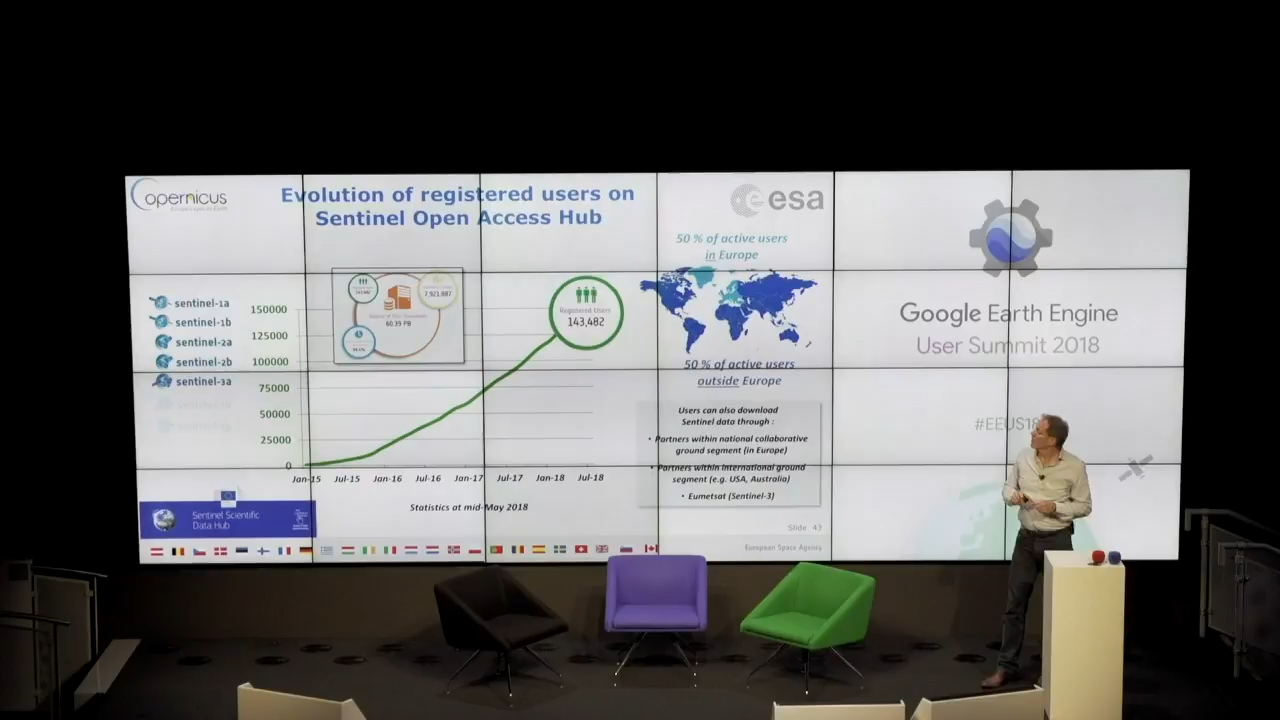 Copernicus
Evolution of registered users on
Sentinel Open Access Hub
esa
50 % of active users
in Europe
sentinel-1a
sentinel-1b
sentinel-2a
sentinel-2b
sentinel-3a
150000
125000
100000
75000
50000
25000
0
7,921,887
60.39 PB
Registered Users
143,482
50 % of active users
outside Europe
Users can also download
Sentinel data through :
• Partners within national collaborative
ground segment (in Europe)
• Partners within international ground
segment (e.g. USA, Australia)
• Eumetsat (Sentinel-3)
Jan-15 Jul-15 Jan-16 Jul-16 Jan-17 Jul-17 Jan-18 Jul-18
Statistics at mid-May 2018
Sentinel Scientific
Data Hub
Slide 43
European Space Agency
Google Earth Engine
User Summit 2018
#EEUS18